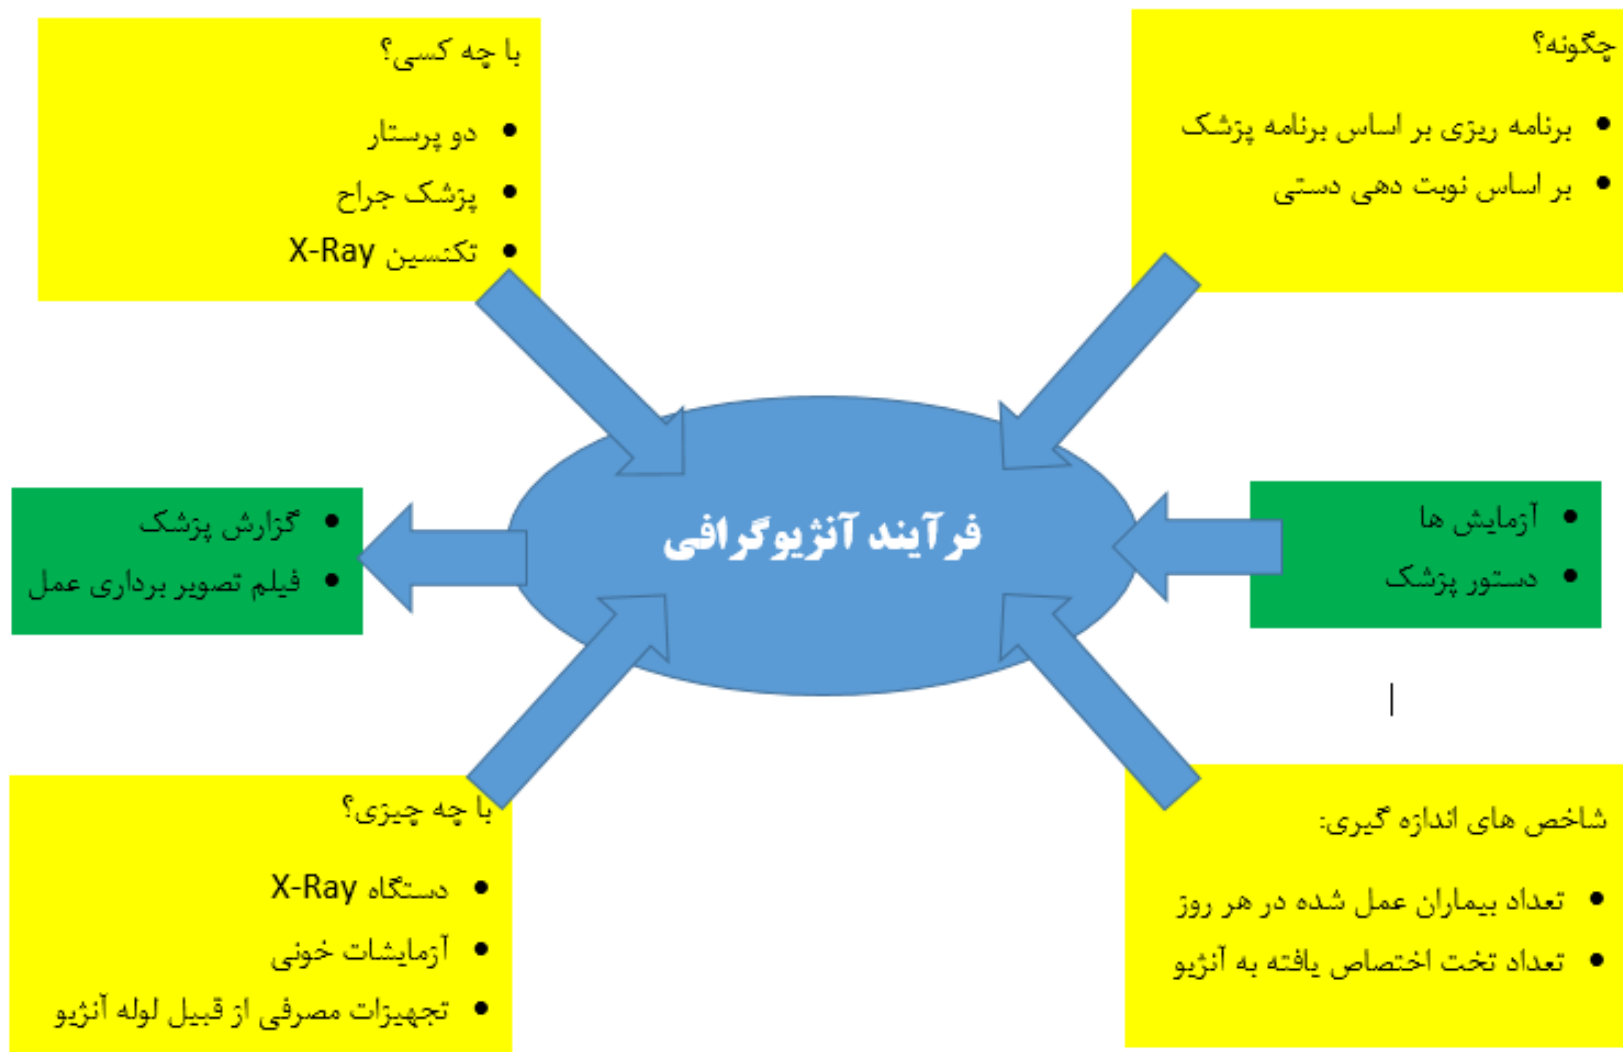 چگونه؟
برنامه ریزی بر اساس برنامه پزشک
بر اساس نوبت دهی دستی
با چه کسی؟
دو پرستار
پزشک جراح
تکنسین X-Ray
آزمایش ها
دستور پزشک
فرآیند آنژیوگرافی
گزارش پزشک
فیلم تصویر برداری عمل
شاخص های اندازه گیری:
تعداد بیماران عمل شده در هر روز
تعداد تخت اختصاص یافته به آنژیو
با چه چیزی؟
دستگاه X-Ray
آزمایشات خونی
تجهیزات مصرفی از قبیل لوله آنژیو